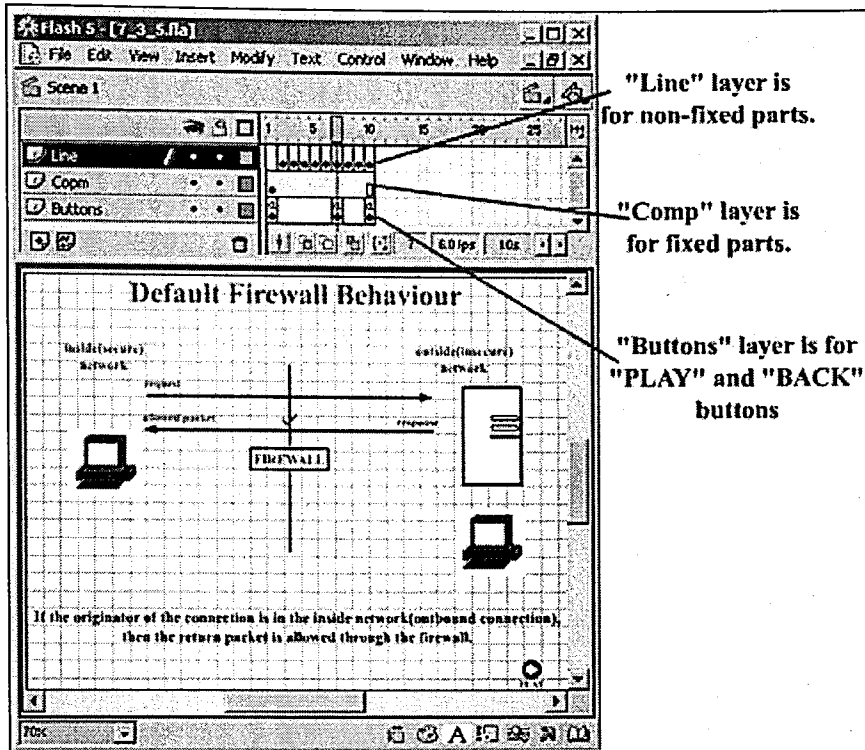 Flash 5 - [7_3_5.fla]
File Edit View Insert Modify Text Control Window Help
Scene 1
1 5 10 15 20 25
Line
Copm
Buttons
7 6.0 fps 10s
"Line" layer is
for non-fixed parts.
"Comp" layer is
for fixed parts.
"Buttons" layer is for
"PLAY" and "BACK"
buttons
Default Firewall Behaviour
inside(secure)
network
outside(insecure)
network
request
allowed packet
response
FIREWALL
If the originator of the connection is in the inside network(outbound connection),
then the return packet is allowed through the firewall.
PLAY
70%